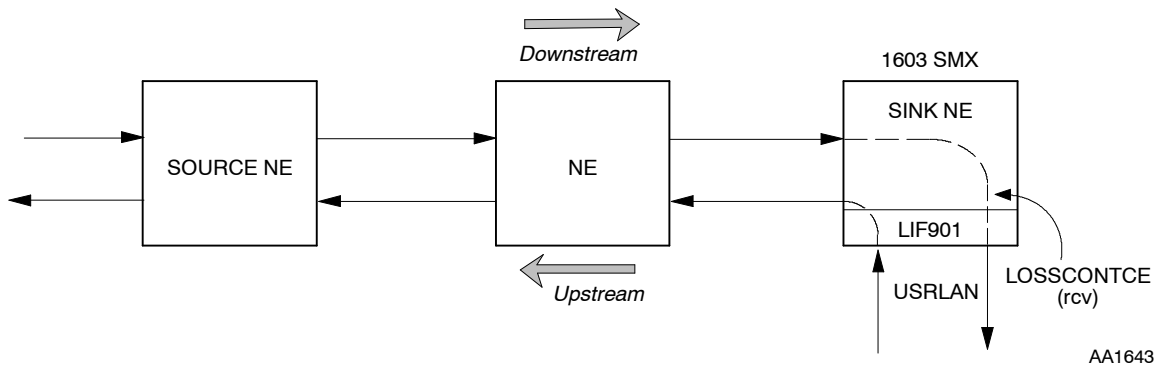 Downstream
1603 SMX
SOURCE NE
NE
SINK NE
LIF901
Upstream
USRLAN
LOSSCONTCE
(rcv)
AA1643